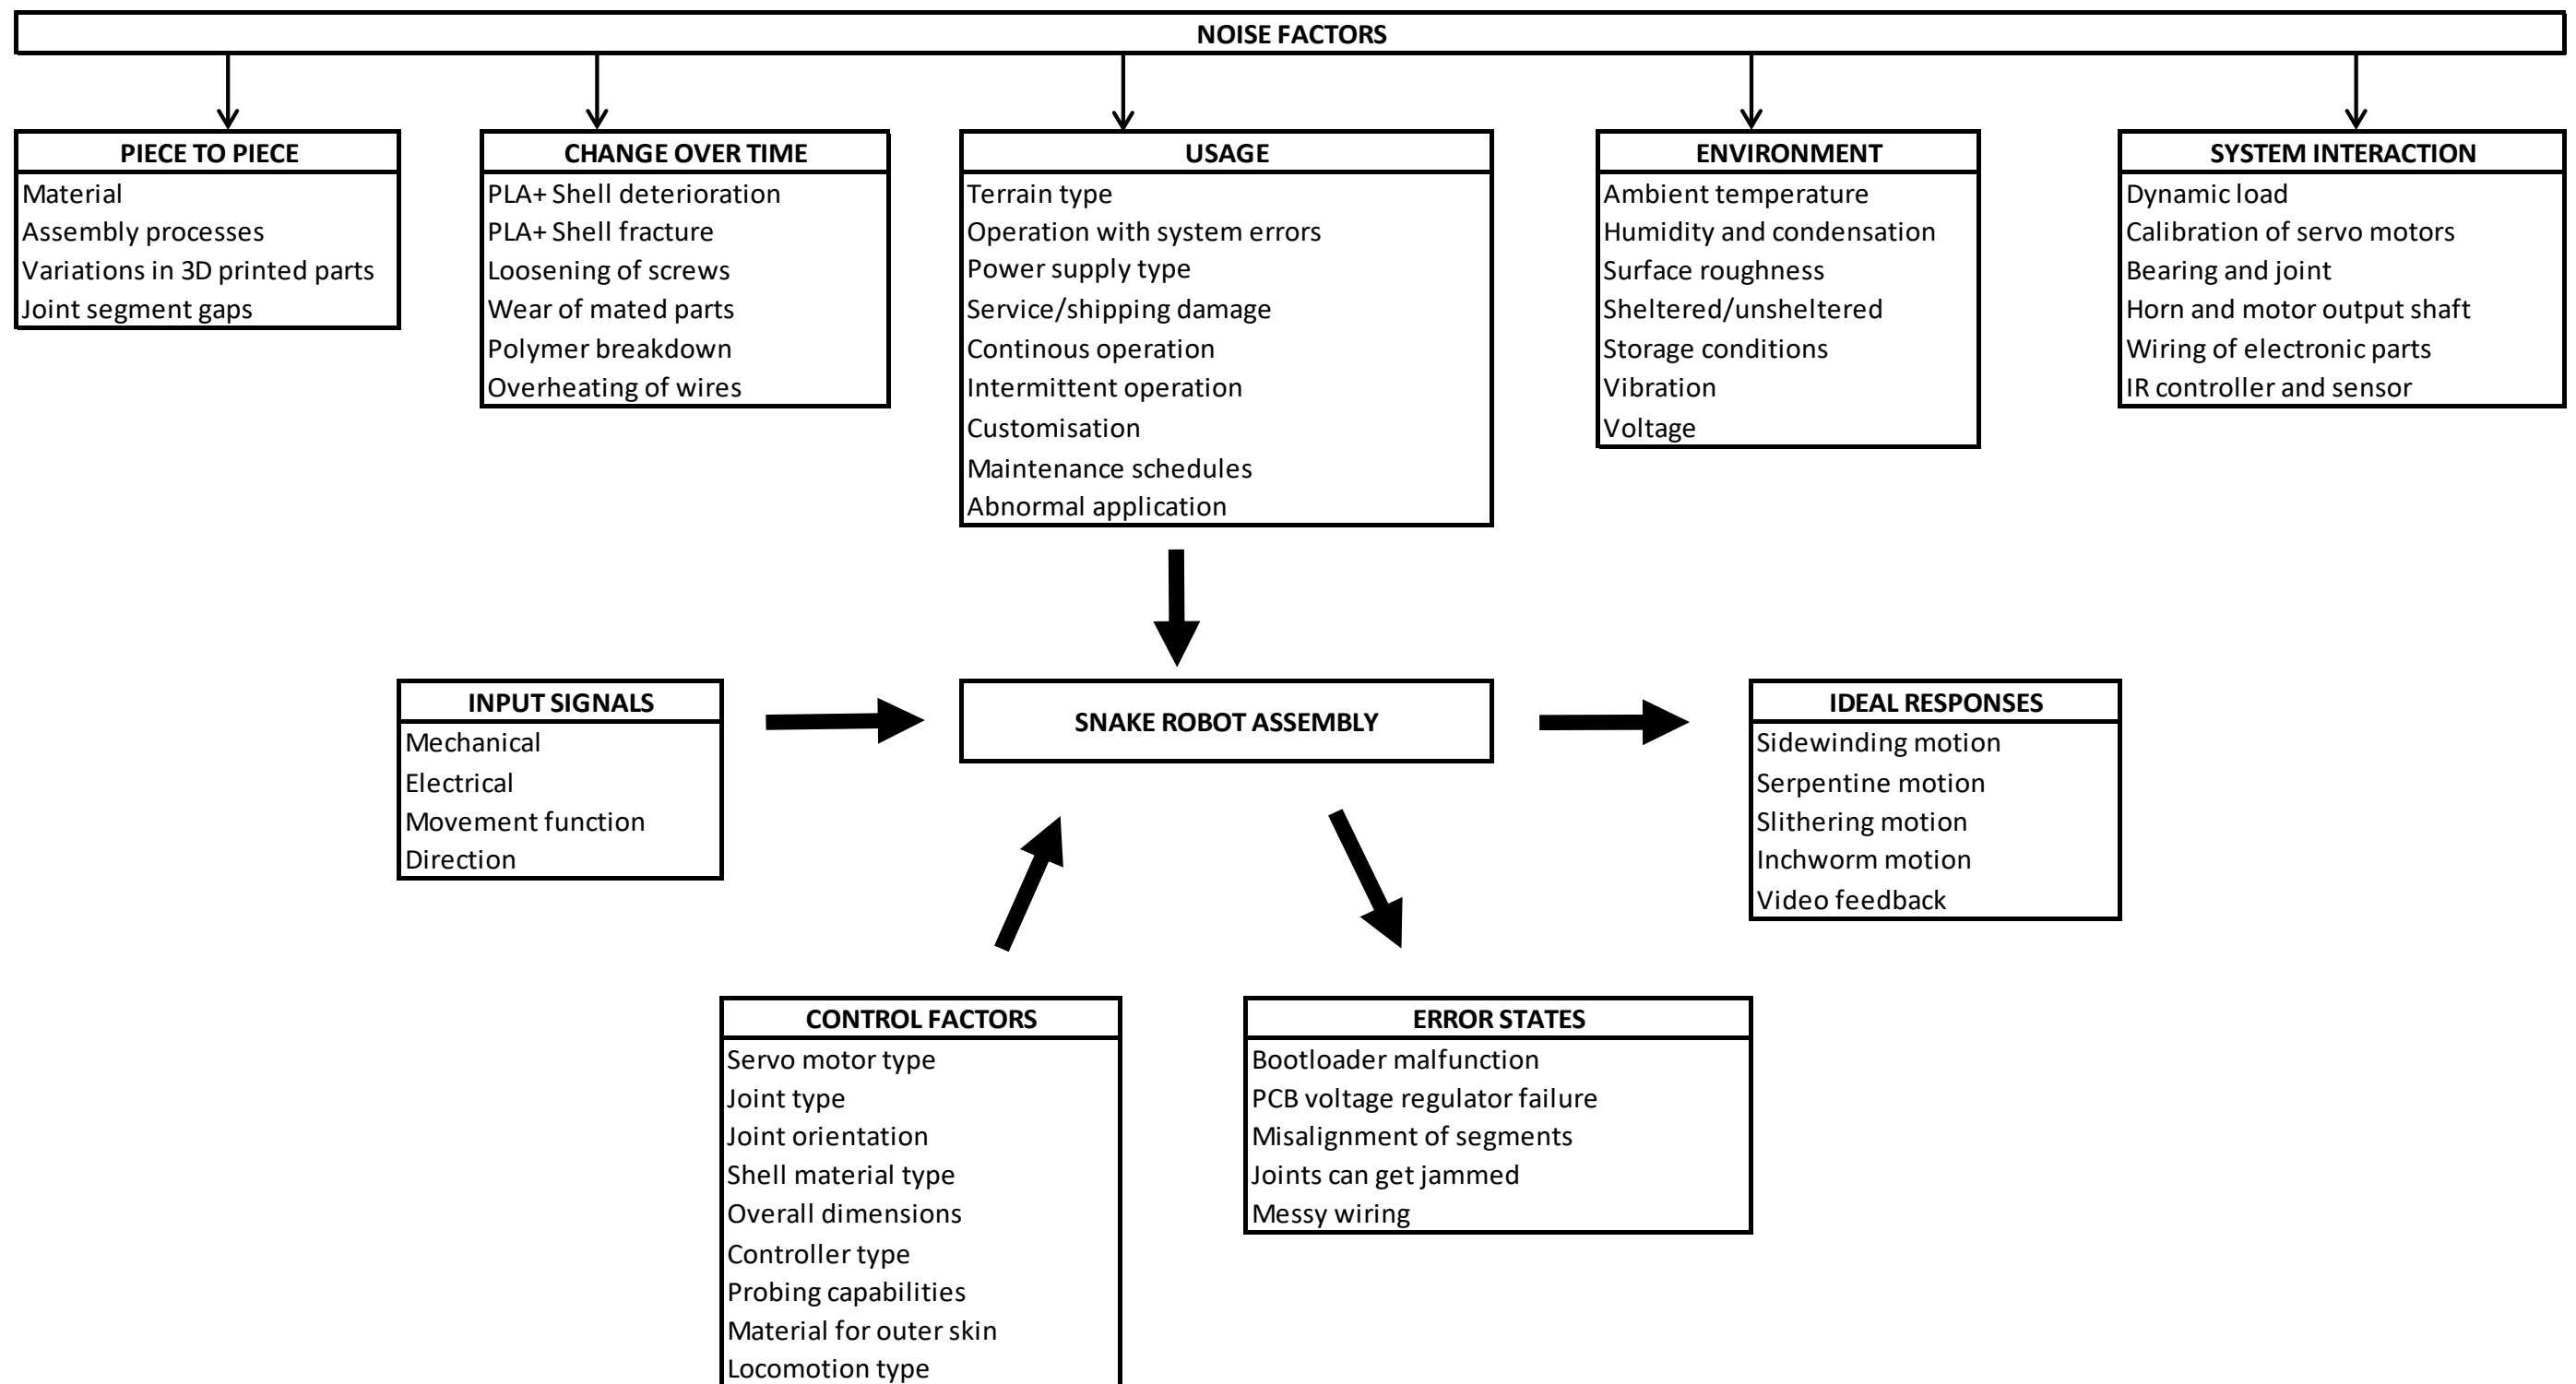 NOISE FACTORS
PIECE TO PIECE
Material
Assembly processes
Variations in 3D printed parts
Joint segment gaps
CHANGE OVER TIME
PLA+ Shell deterioration
PLA+ Shell fracture
Loosening of screws
Wear of mated parts
Polymer breakdown
Overheating of wires
USAGE
Terrain type
Operation with system errors
Power supply type
Service/shipping damage
Continous operation
Intermittent operation
Customisation
Maintenance schedules
Abnormal application
ENVIRONMENT
Ambient temperature
Humidity and condensation
Surface roughness
Sheltered/unsheltered
Storage conditions
Vibration
Voltage
SYSTEM INTERACTION
Dynamic load
Calibration of servo motors
Bearing and joint
Horn and motor output shaft
Wiring of electronic parts
IR controller and sensor
INPUT SIGNALS
Mechanical
Electrical
Movement function
Direction
SNAKE ROBOT ASSEMBLY
IDEAL RESPONSES
Sidewinding motion
Serpentine motion
Slithering motion
Inchworm motion
Video feedback
CONTROL FACTORS
Servo motor type
Joint type
Joint orientation
Shell material type
Overall dimensions
Controller type
Probing capabilities
Material for outer skin
Locomotion type
ERROR STATES
Bootloader malfunction
PCB voltage regulator failure
Misalignment of segments
Joints can get jammed
Messy wiring